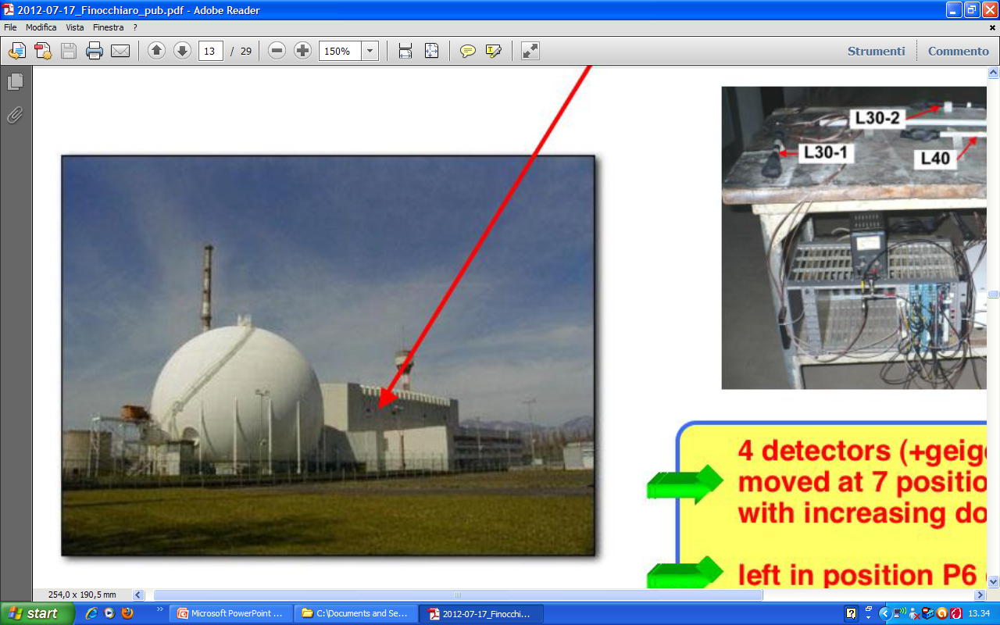 2012-07-17_Finocchiaro_pub.pdf - Adobe Reader
File Modifica Vista Finestra ?
13 / 29 150% Strumenti Commento
L30-2
L30-1
L40
4 detectors (+geig
moved at 7 positio
with increasing do
left in position P6
254,0 x 190,5 mm
start Microsoft PowerPoint ... C:\Documents and Se... 2012-07-17_Finocchi... 13.34